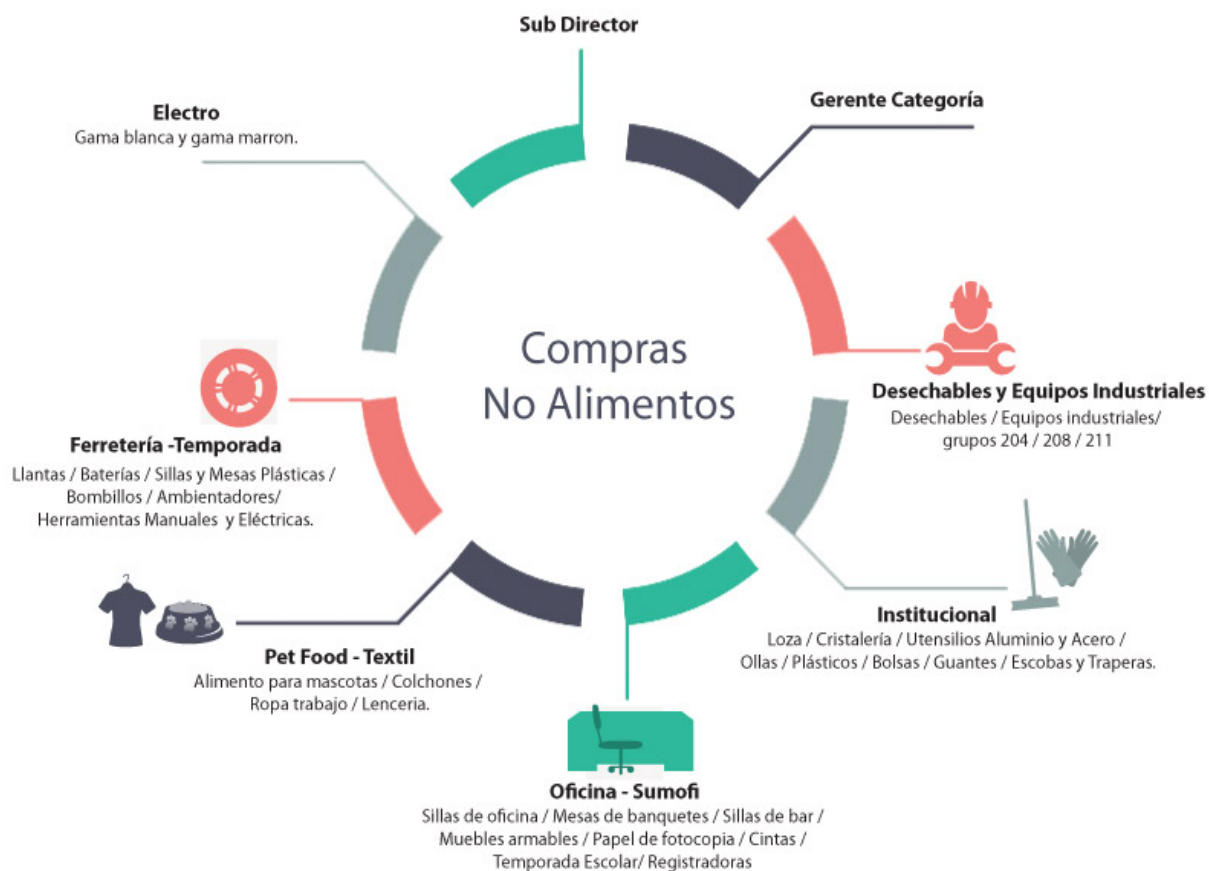 Sub Director
Gerente Categoría
Electro
Gama blanca y gama marron.
Compras
No Alimentos
Desechables y Equipos Industriales
Desechables / Equipos industriales/
grupos 204 / 208 / 211
Ferretería -Temporada
Llantas / Baterías / Sillas y Mesas Plásticas /
Bombillos / Ambientadores/
Herramientas Manuales y Eléctricas.
Institucional
Loza / Cristalería / Utensilios Aluminio y Acero /
Ollas / Plásticos / Bolsas / Guantes / Escobas y Traperas.
Pet Food - Textil
Alimento para mascotas / Colchones /
Ropa trabajo / Lenceria.
Oficina - Sumofi
Sillas de oficina / Mesas de banquetes / Sillas de bar /
Muebles armables / Papel de fotocopia / Cintas /
Temporada Escolar/ Registradoras